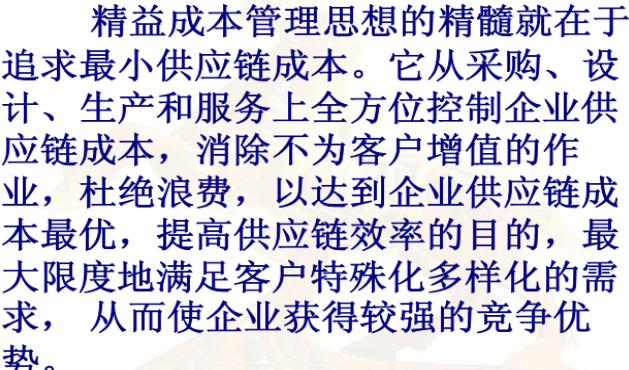 精益成本管理思想的精髓就在于
追求最小供应链成本。它从采购、设
计、生产和服务上全方位控制企业供
应链成本，消除不为客户增值的作
业，杜绝浪费，以达到企业供应链成
本最优，提高供应链效率的目的，最
大限度地满足客户特殊化多样化的需
求， 从而使企业获得较强的竞争优
势。